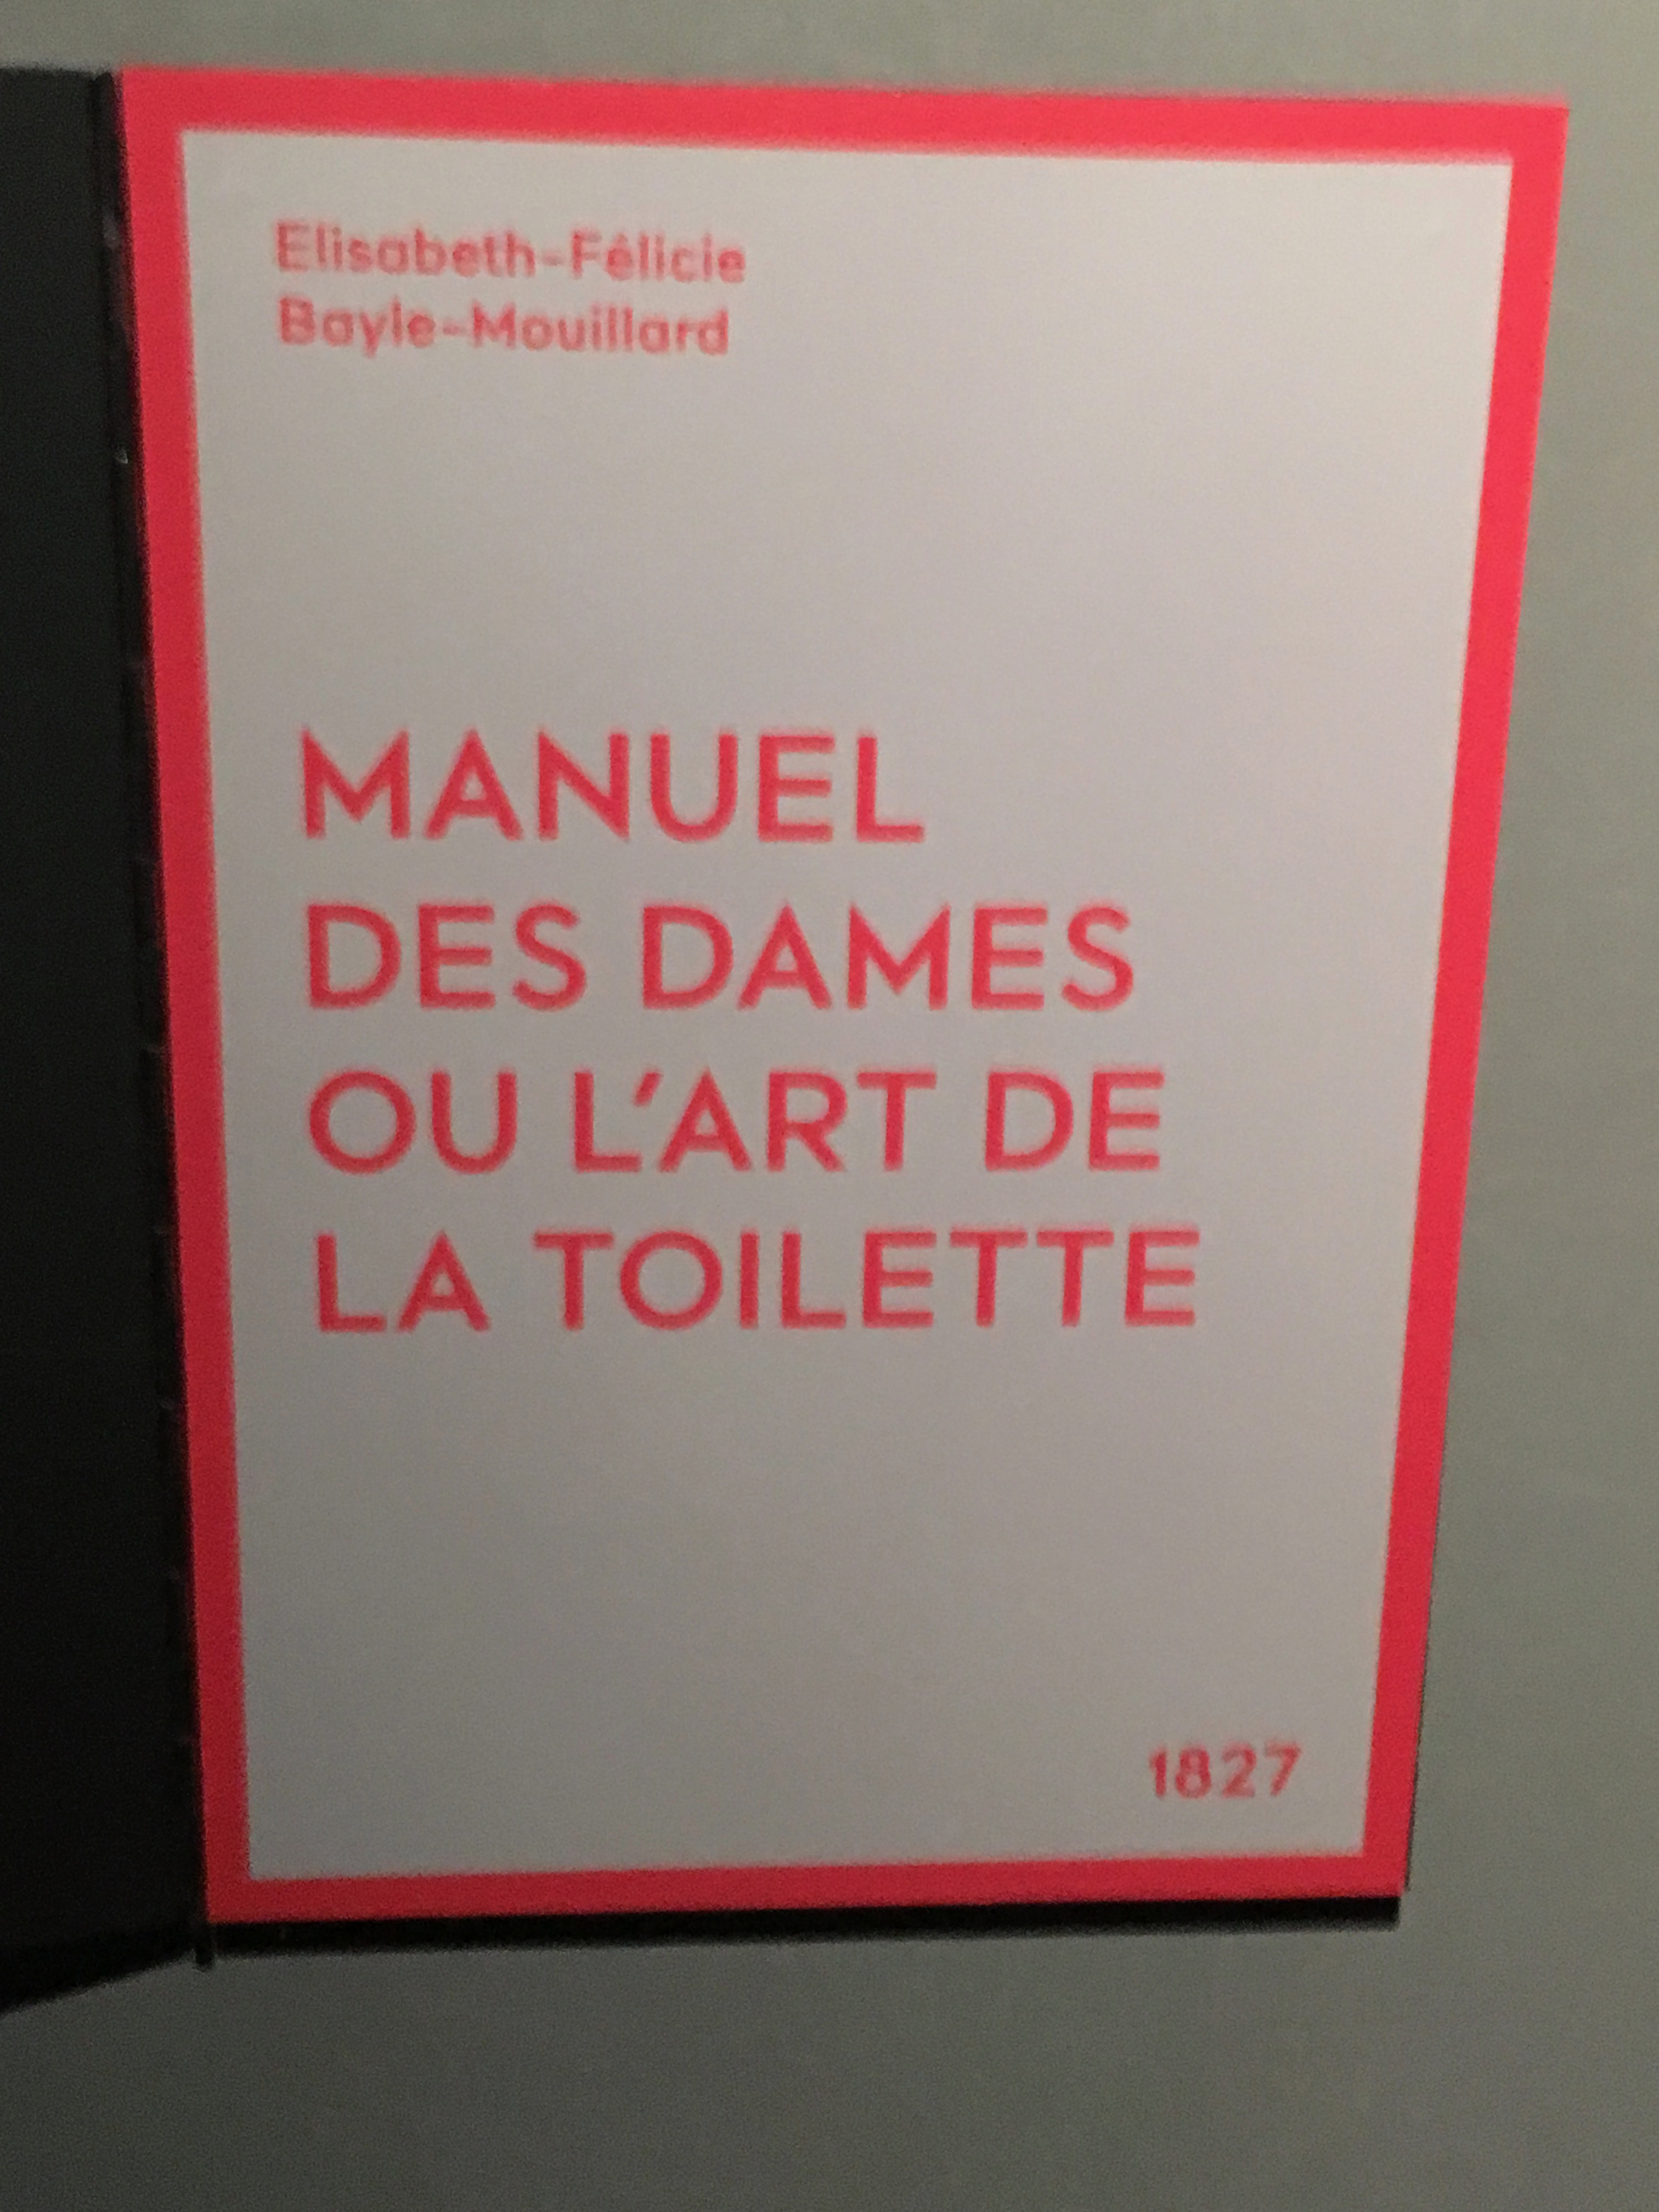 Elisabeth-Félicie
Bayle-Mouillard
MANUEL
DES DAMES
OU L'ART DE
LA TOILETTE
1827